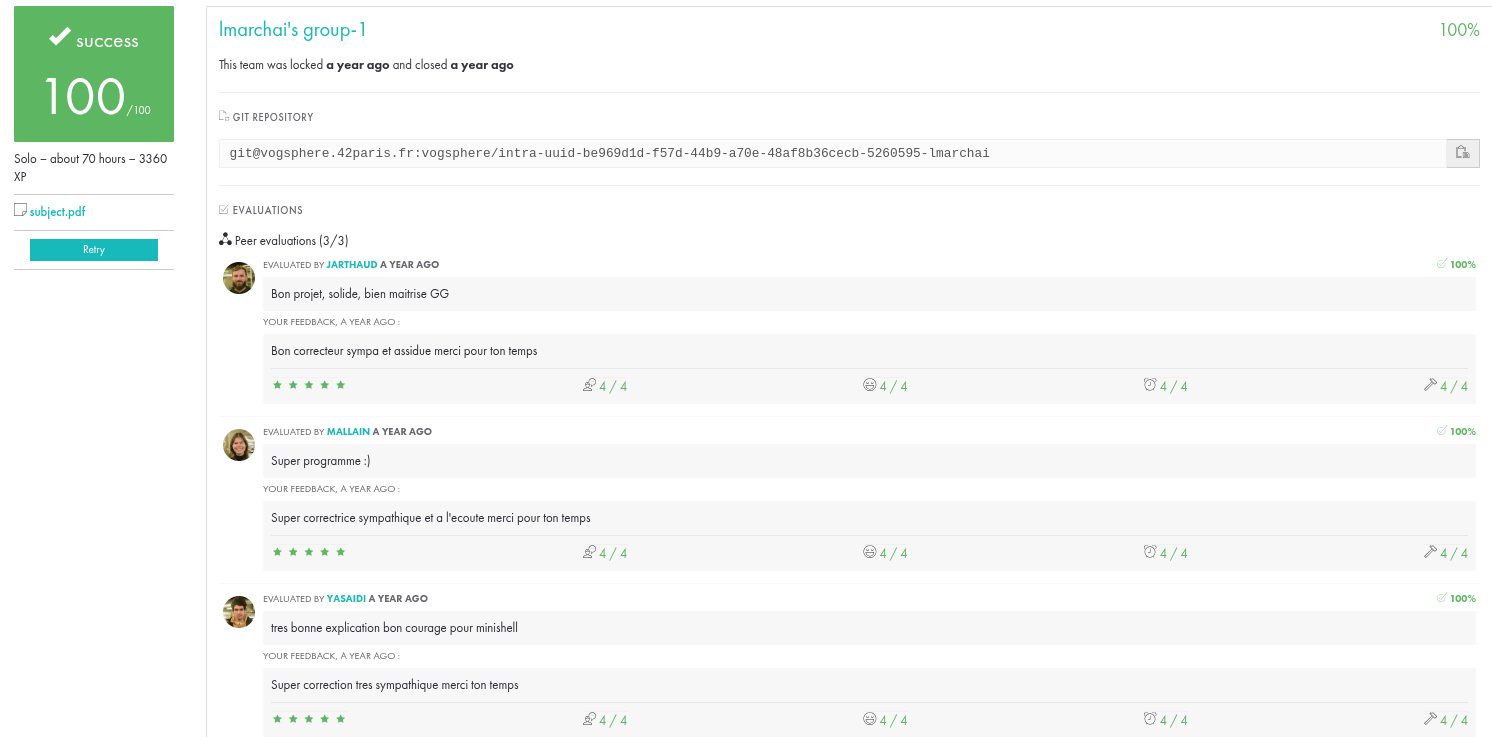 success
100/100
Solo – about 70 hours – 3360
XP
subject.pdf
Retry
lmarchai's group-1
100%
This team was locked a year ago and closed a year ago
GIT REPOSITORY
git@vogsphere.42paris.fr:vogsphere/intra-uuid-be969d1d-f57d-44b9-a70e-48af8b36cecb-5260595-lmarchai
EVALUATIONS
Peer evaluations (3/3)
EVALUATED BY JARTHAUD A YEAR AGO 100%
Bon projet, solide, bien maitrise GG
YOUR FEEDBACK, A YEAR AGO :
Bon correcteur sympa et assidue merci pour ton temps
4 / 4 4 / 4 4 / 4 4 / 4
EVALUATED BY MALLAIN A YEAR AGO 100%
Super programme :)
YOUR FEEDBACK, A YEAR AGO :
Super correctrice sympathique et a l'ecoute merci pour ton temps
4 / 4 4 / 4 4 / 4 4 / 4
EVALUATED BY YASAIDI A YEAR AGO 100%
tres bonne explication bon courage pour minishell
YOUR FEEDBACK, A YEAR AGO :
Super correction tres sympathique merci ton temps
4 / 4 4 / 4 4 / 4 4 / 4